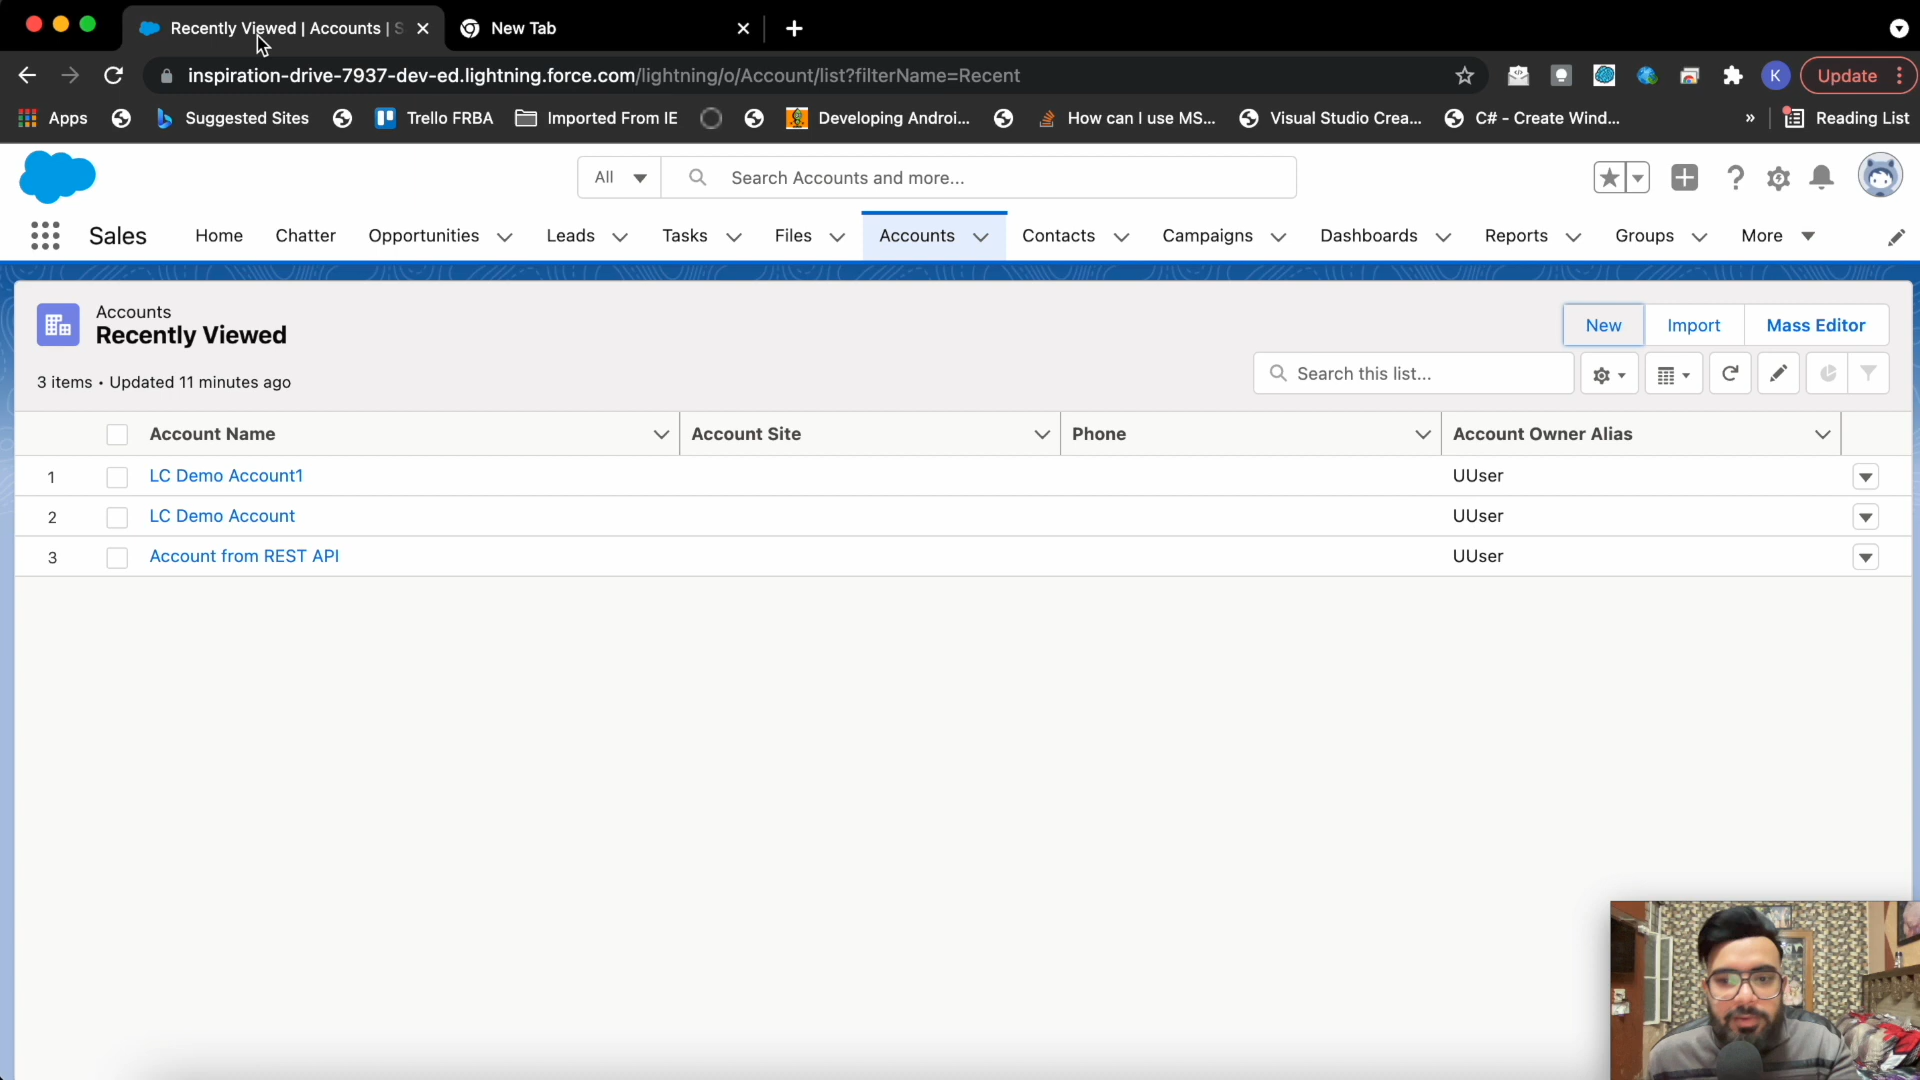 Recently Viewed | Accounts | S
New Tab
inspiration-drive-7937-dev-ed.lightning.force.com/lightning/o/Account/list?filterName=Recent
K
Update
Apps
Suggested Sites
Trello FRBA
Imported From IE
Developing Androi...
How can I use MS...
Visual Studio Crea...
C# - Create Wind...
»
Reading List
All
Search Accounts and more...
Sales
Home
Chatter
Opportunities
Leads
Tasks
Files
Accounts
Contacts
Campaigns
Dashboards
Reports
Groups
More
Accounts
Recently Viewed
New
Import
Mass Editor
3 items • Updated 11 minutes ago
Search this list...
Account Name
Account Site
Phone
Account Owner Alias
1 LC Demo Account1 UUser
2 LC Demo Account UUser
3 Account from REST API UUser